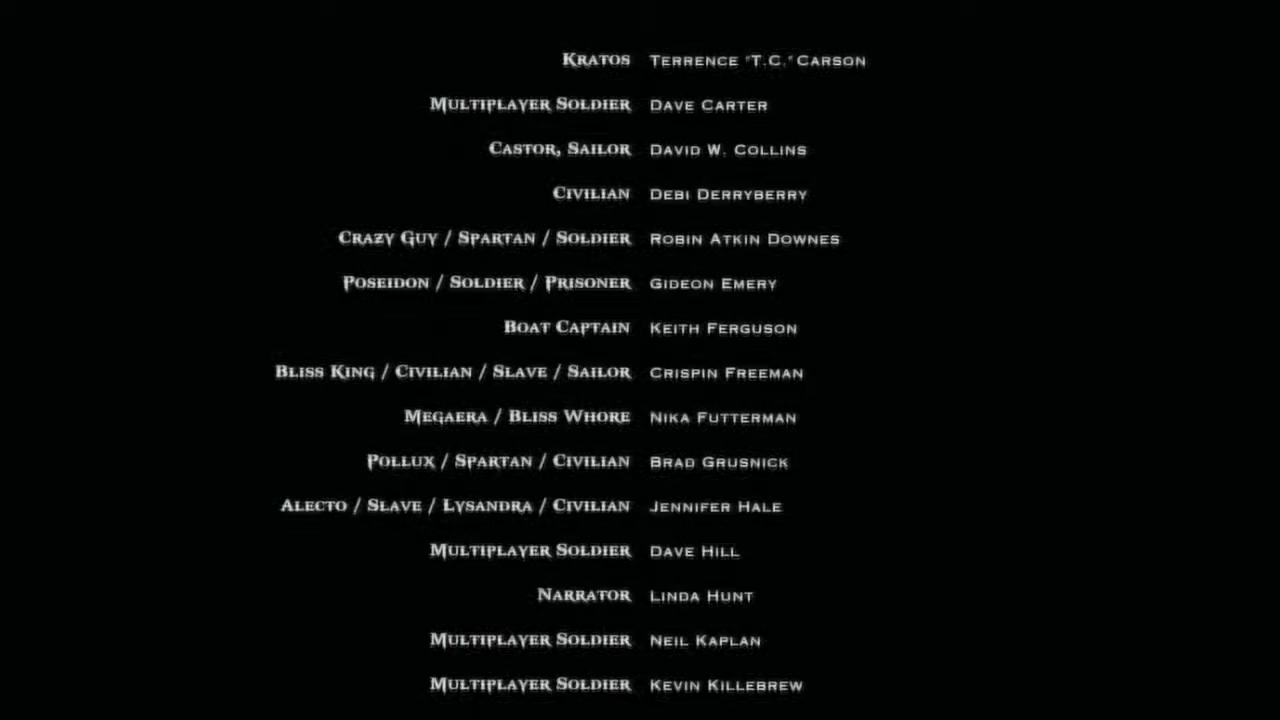 Kratos Terrence "T.C." Carson
Multiplayer Soldier Dave Carter
Castor, Sailor David W. Collins
Civilian Debi Derryberry
Crazy Guy / Spartan / Soldier Robin Atkin Downes
Poseidon / Soldier / Prisoner Gideon Emery
Boat Captain Keith Ferguson
Bliss King / Civilian / Slave / Sailor Crispin Freeman
Megaera / Bliss Whore Nika Futterman
Pollux / Spartan / Civilian Brad Grusnick
Alecto / Slave / Lysandra / Civilian Jennifer Hale
Multiplayer Soldier Dave Hill
Narrator Linda Hunt
Multiplayer Soldier Neil Kaplan
Multiplayer Soldier Kevin Killebrew